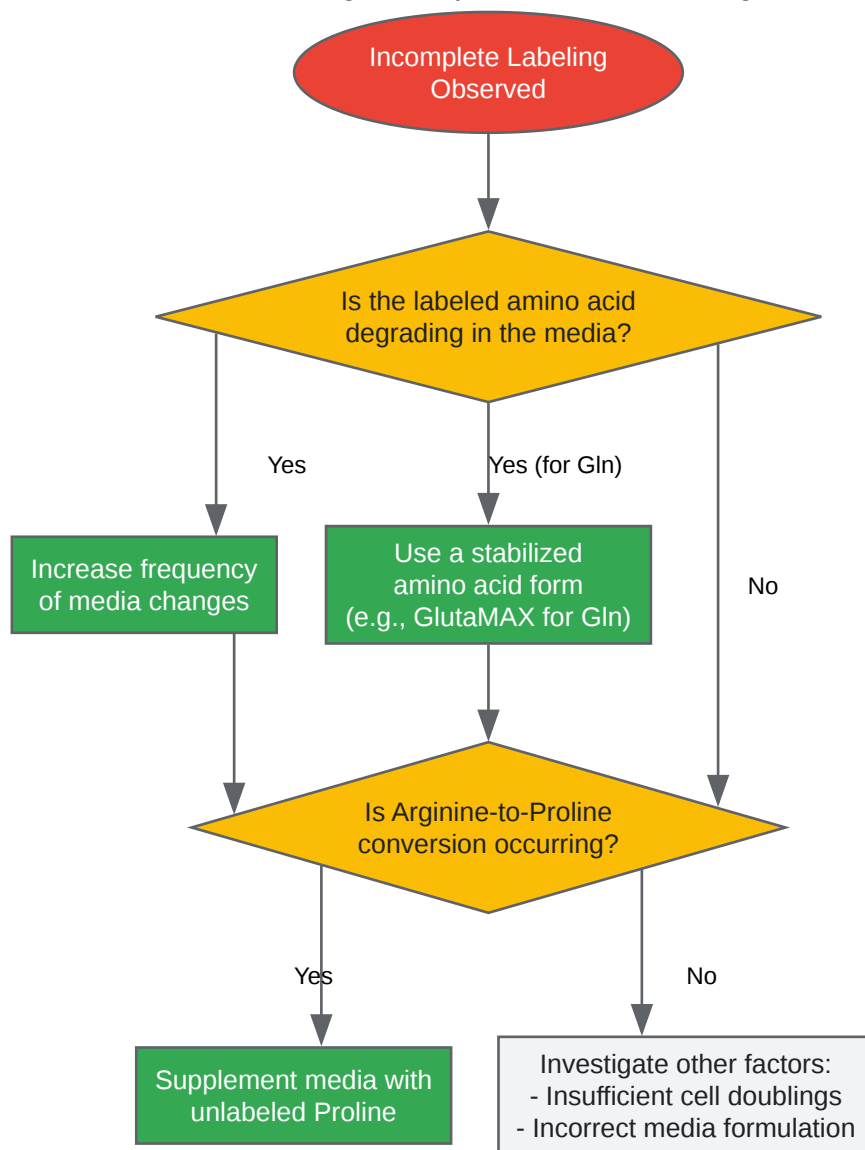 Incomplete Labeling
Observed
Is the labeled amino acid
degrading in the media?
Yes
Yes (for Gln)
Increase frequency
of media changes
Use a stabilized
amino acid form
(e.g., GlutaMAX for Gln)
No
Is Arginine-to-Proline
conversion occurring?
Yes
No
Supplement media with
unlabeled Proline
Investigate other factors:
- Insufficient cell doublings
- Incorrect media formulation